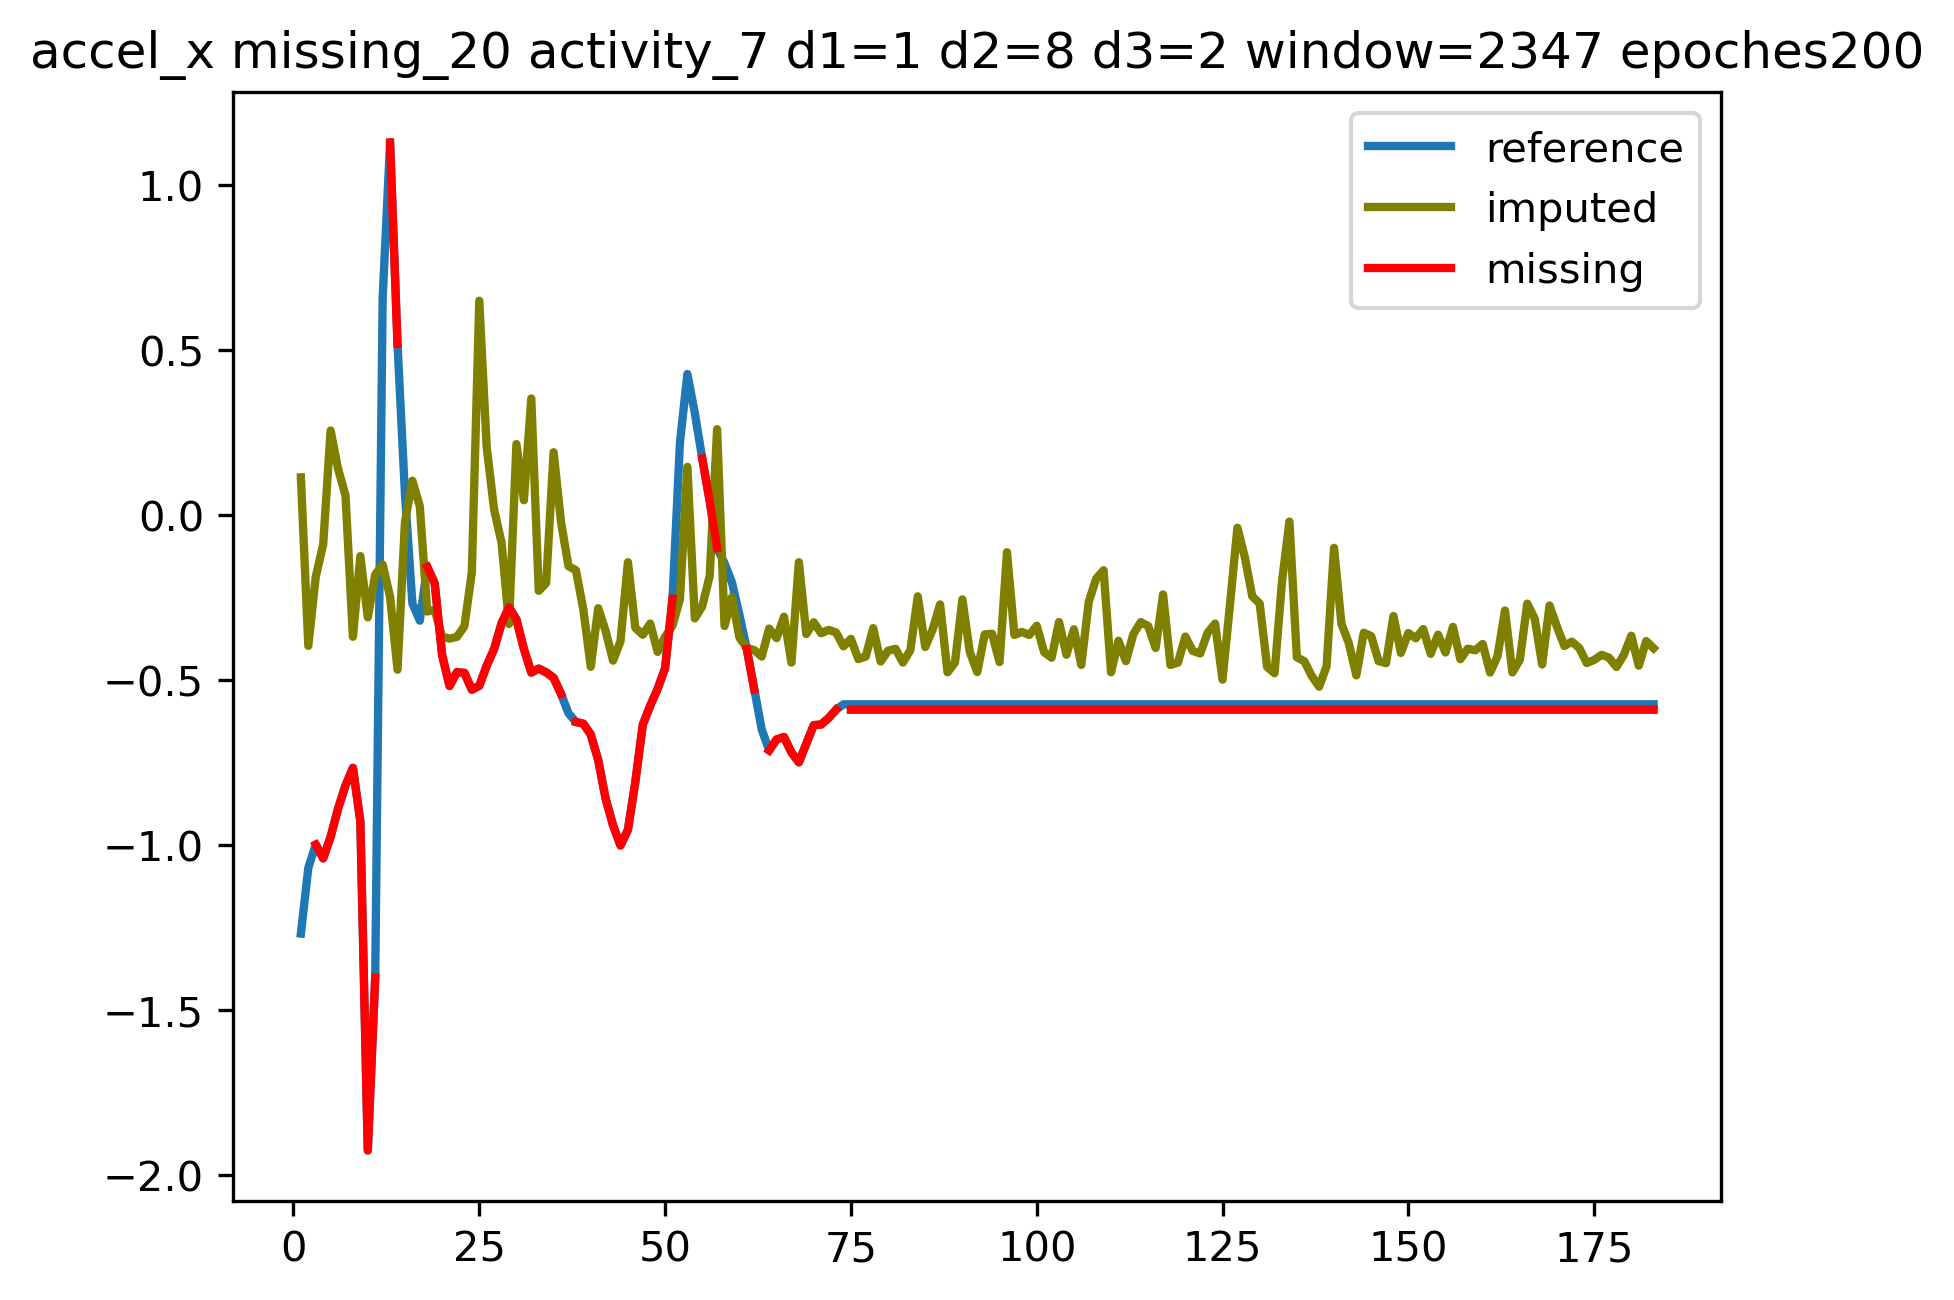 accel_x missing_20 activity_7 d1=1 d2=8 d3=2 window=2347 epoches200
reference
imputed
missing
1.0
0.5
0.0
−0.5
−1.0
−1.5
−2.0
0 25 50 75 100 125 150 175